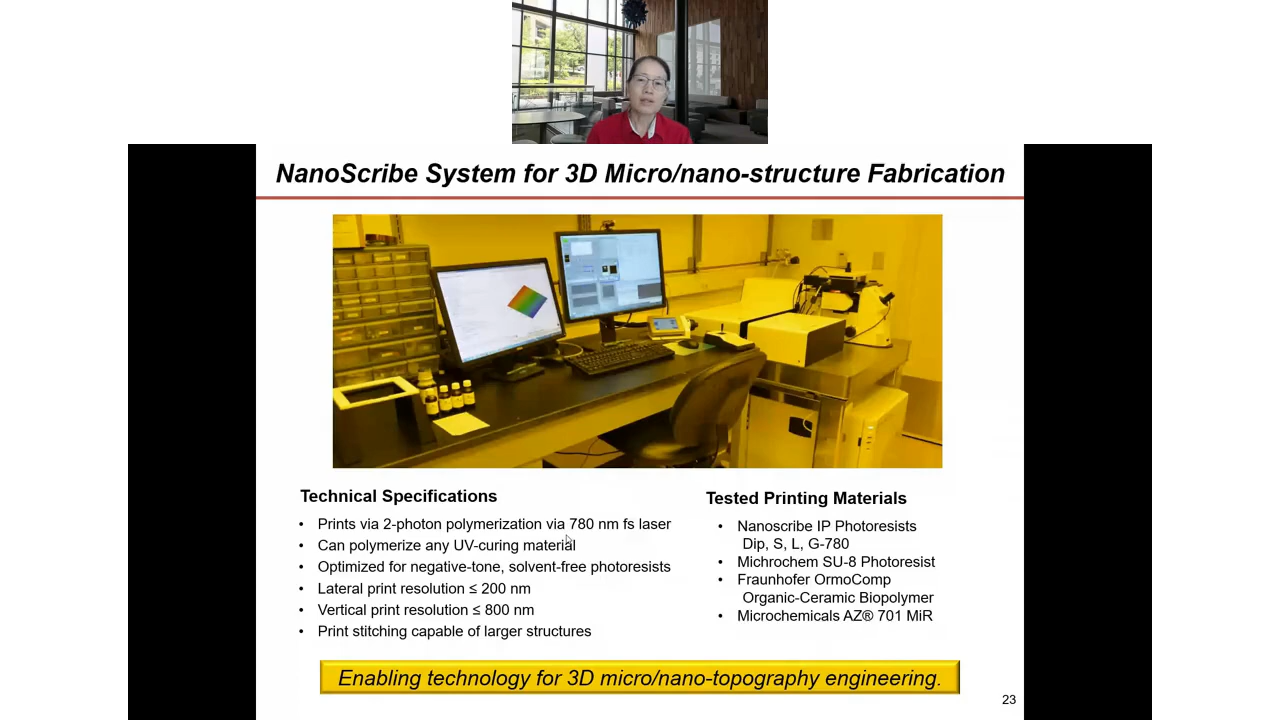 NanoScribe System for 3D Micro/nano-structure Fabrication
Technical Specifications
• Prints via 2-photon polymerization via 780 nm fs laser
• Can polymerize any UV-curing material
• Optimized for negative-tone, solvent-free photoresists
• Lateral print resolution ≤ 200 nm
• Vertical print resolution ≤ 800 nm
• Print stitching capable of larger structures
Tested Printing Materials
• Nanoscribe IP Photoresists
Dip, S, L, G-780
• Michrochem SU-8 Photoresist
• Fraunhofer OrmoComp
Organic-Ceramic Biopolymer
• Microchemicals AZ® 701 MiR
Enabling technology for 3D micro/nano-topography engineering.
23